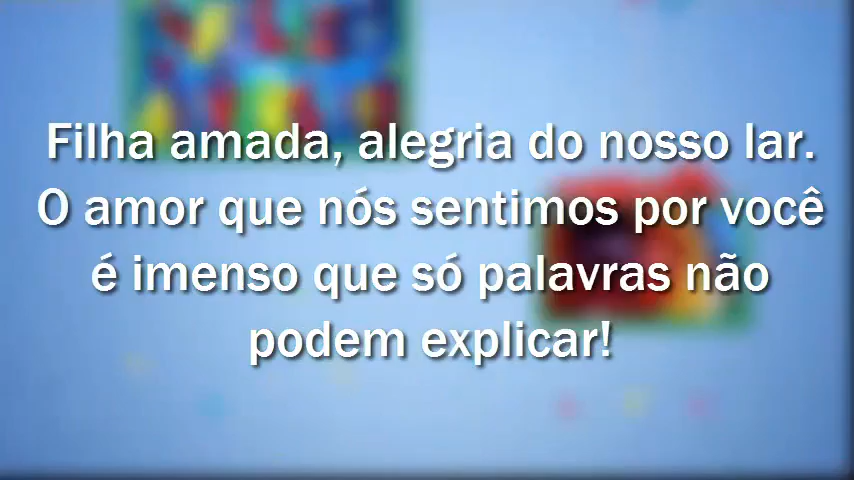 Filha amada, alegria do nosso lar.
O amor que nós sentimos por você
é imenso que só palavras não
podem explicar!